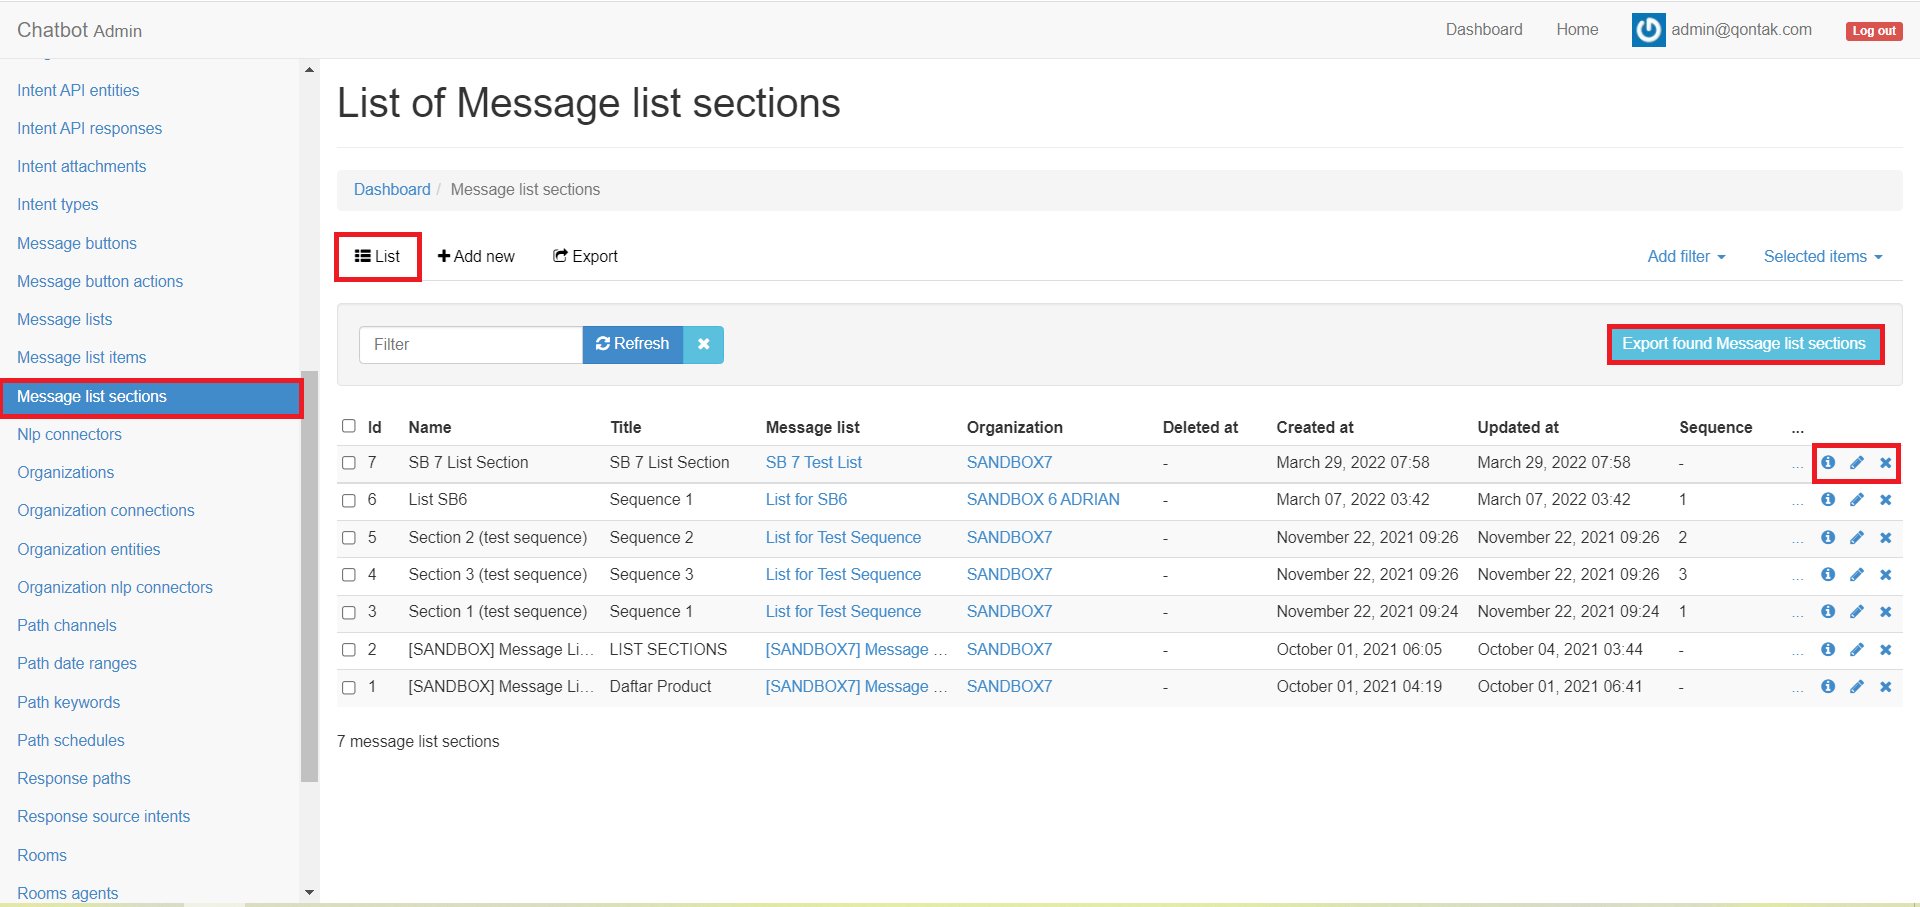 Chatbot Admin
Dashboard
Home
admin@qontak.com
Log out
Intent API entities
Intent API responses
Intent attachments
Intent types
Message buttons
Message button actions
Message lists
Message list items
Message list sections
Nlp connectors
Organizations
Organization connections
Organization entities
Organization nlp connectors
Path channels
Path date ranges
Path keywords
Path schedules
Response paths
Response source intents
Rooms
Rooms agents
List of Message list sections
Dashboard / Message list sections
List
Add new
Export
Add filter
Selected items
Filter
Refresh
Export found Message list sections
Id Name Title Message list Organization Deleted at Created at Updated at Sequence ...
7 SB 7 List Section SB 7 List Section SB 7 Test List SANDBOX7 - March 29, 2022 07:58 March 29, 2022 07:58 - ...
6 List SB6 Sequence 1 List for SB6 SANDBOX 6 ADRIAN - March 07, 2022 03:42 March 07, 2022 03:42 1 ...
5 Section 2 (test sequence) Sequence 2 List for Test Sequence SANDBOX7 - November 22, 2021 09:26 November 22, 2021 09:26 2 ...
4 Section 3 (test sequence) Sequence 3 List for Test Sequence SANDBOX7 - November 22, 2021 09:26 November 22, 2021 09:26 3 ...
3 Section 1 (test sequence) Sequence 1 List for Test Sequence SANDBOX7 - November 22, 2021 09:24 November 22, 2021 09:24 1 ...
2 [SANDBOX] Message Li... LIST SECTIONS [SANDBOX7] Message ... SANDBOX7 - October 01, 2021 06:05 October 04, 2021 03:44 - ...
1 [SANDBOX] Message Li... Daftar Product [SANDBOX7] Message ... SANDBOX7 - October 01, 2021 04:19 October 01, 2021 06:41 - ...
7 message list sections